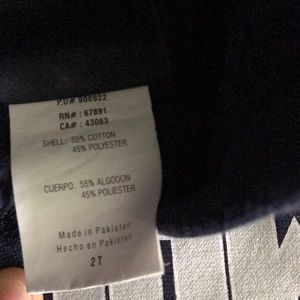 P.O# 900922
RN# : 67891
CA# : 43063
SHELL: 55% COTTON
45% POLYESTER
CUERPO: 55% ALGODON
45% POLIESTER
Made in Pakistan
Hecho en Pakistan
2T